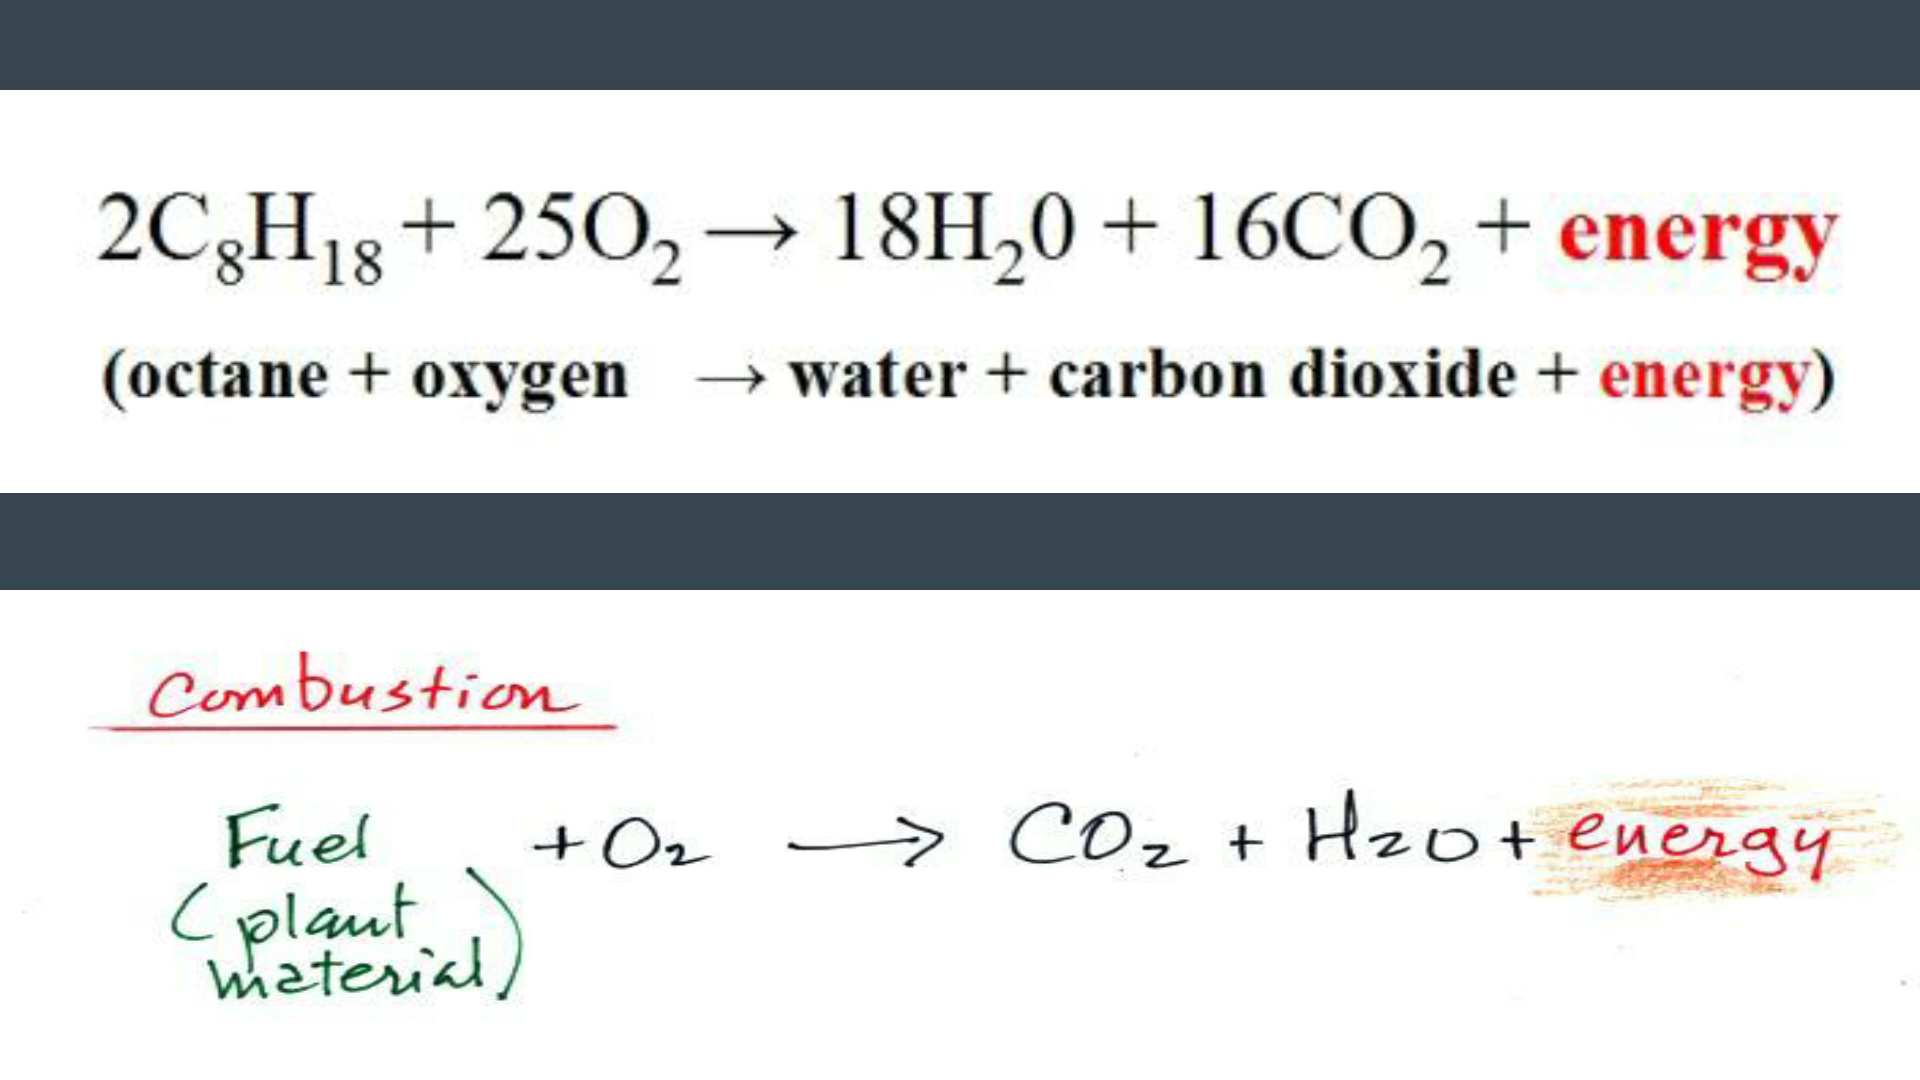 2C₈H₁₈ + 25O₂ → 18H₂0 + 16CO₂ + energy
(octane + oxygen → water + carbon dioxide + energy)
Combustion
Fuel + O₂ → CO₂ + H₂O + energy
(plant
material)